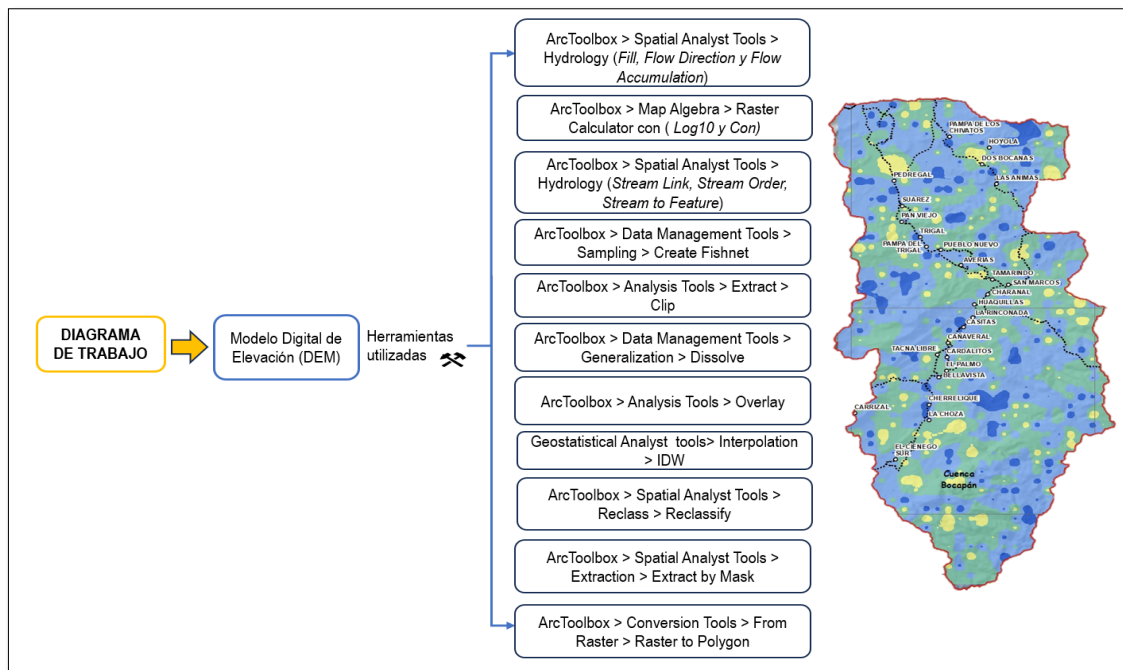 DIAGRAMA
DE TRABAJO
Modelo Digital de
Elevación (DEM)
Herramientas
utilizadas
ArcToolbox > Spatial Analyst Tools >
Hydrology (Fill, Flow Direction y Flow
Accumulation)
ArcToolbox > Map Algebra > Raster
Calculator con ( Log10 y Con)
ArcToolbox > Spatial Analyst Tools >
Hydrology (Stream Link, Stream Order,
Stream to Feature)
ArcToolbox > Data Management Tools >
Sampling > Create Fishnet
ArcToolbox > Analysis Tools > Extract >
Clip
ArcToolbox > Data Management Tools >
Generalization > Dissolve
ArcToolbox > Analysis Tools > Overlay
Geostatistical Analyst tools> Interpolation
> IDW
ArcToolbox > Spatial Analyst Tools >
Reclass > Reclassify
ArcToolbox > Spatial Analyst Tools >
Extraction > Extract by Mask
ArcToolbox > Conversion Tools > From
Raster > Raster to Polygon
PAMPA DE LOS
CHIVATOS
HOYOLA
DOS BOCANAS
PEDREGAL
LAS ANIMAS
SUAREZ
PAN VIEJO
TRIGAL
PAMPA DEL
TRIGAL
PUEBLO NUEVO
AVERIAS
TAMARINDO
SAN MARCOS
CHARANAL
HUAQUILLAS
LA RINCONADA
CASITAS
CAÑAVERAL
TACNA LIBRE
CARDALITOS
EL PALMO
BELLAVISTA
CHERRELIQUE
CARRIZAL
LA CHOZA
EL CIENEGO
SUR
Cuenca
Bocapán